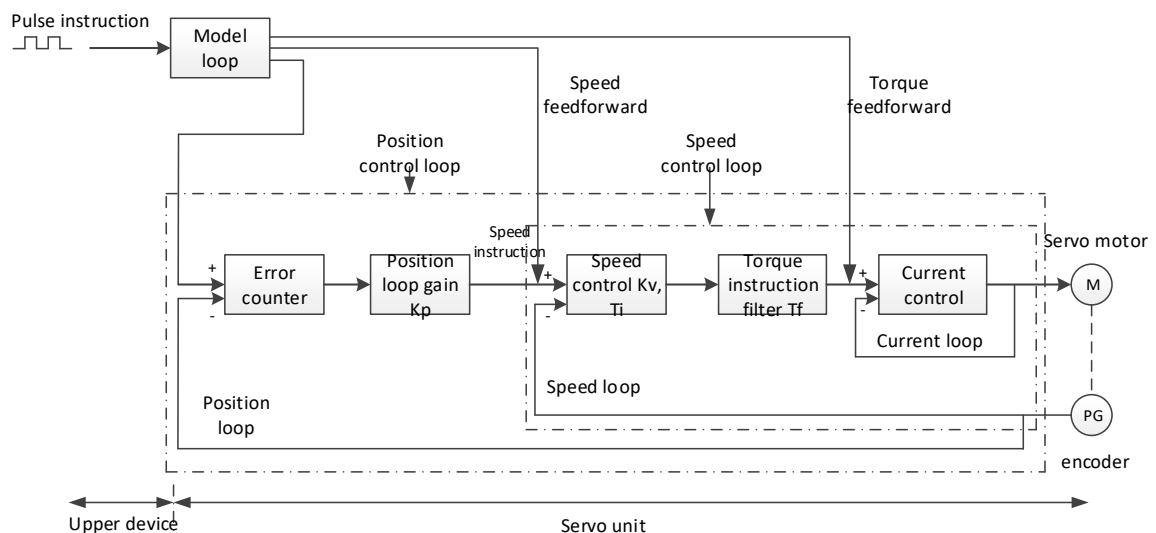 Pulse instruction
Model
loop
Speed
feedforward
Torque
feedforward
Position
control loop
Speed
control loop
Speed
instruction
Servo motor
+
-
Error
counter
Position
loop gain
Kp
+
-
Speed
control Kv,
Ti
Torque
instruction
filter Tf
+
-
Current
control
M
Current loop
Speed loop
Position
loop
PG
encoder
Upper device
Servo unit